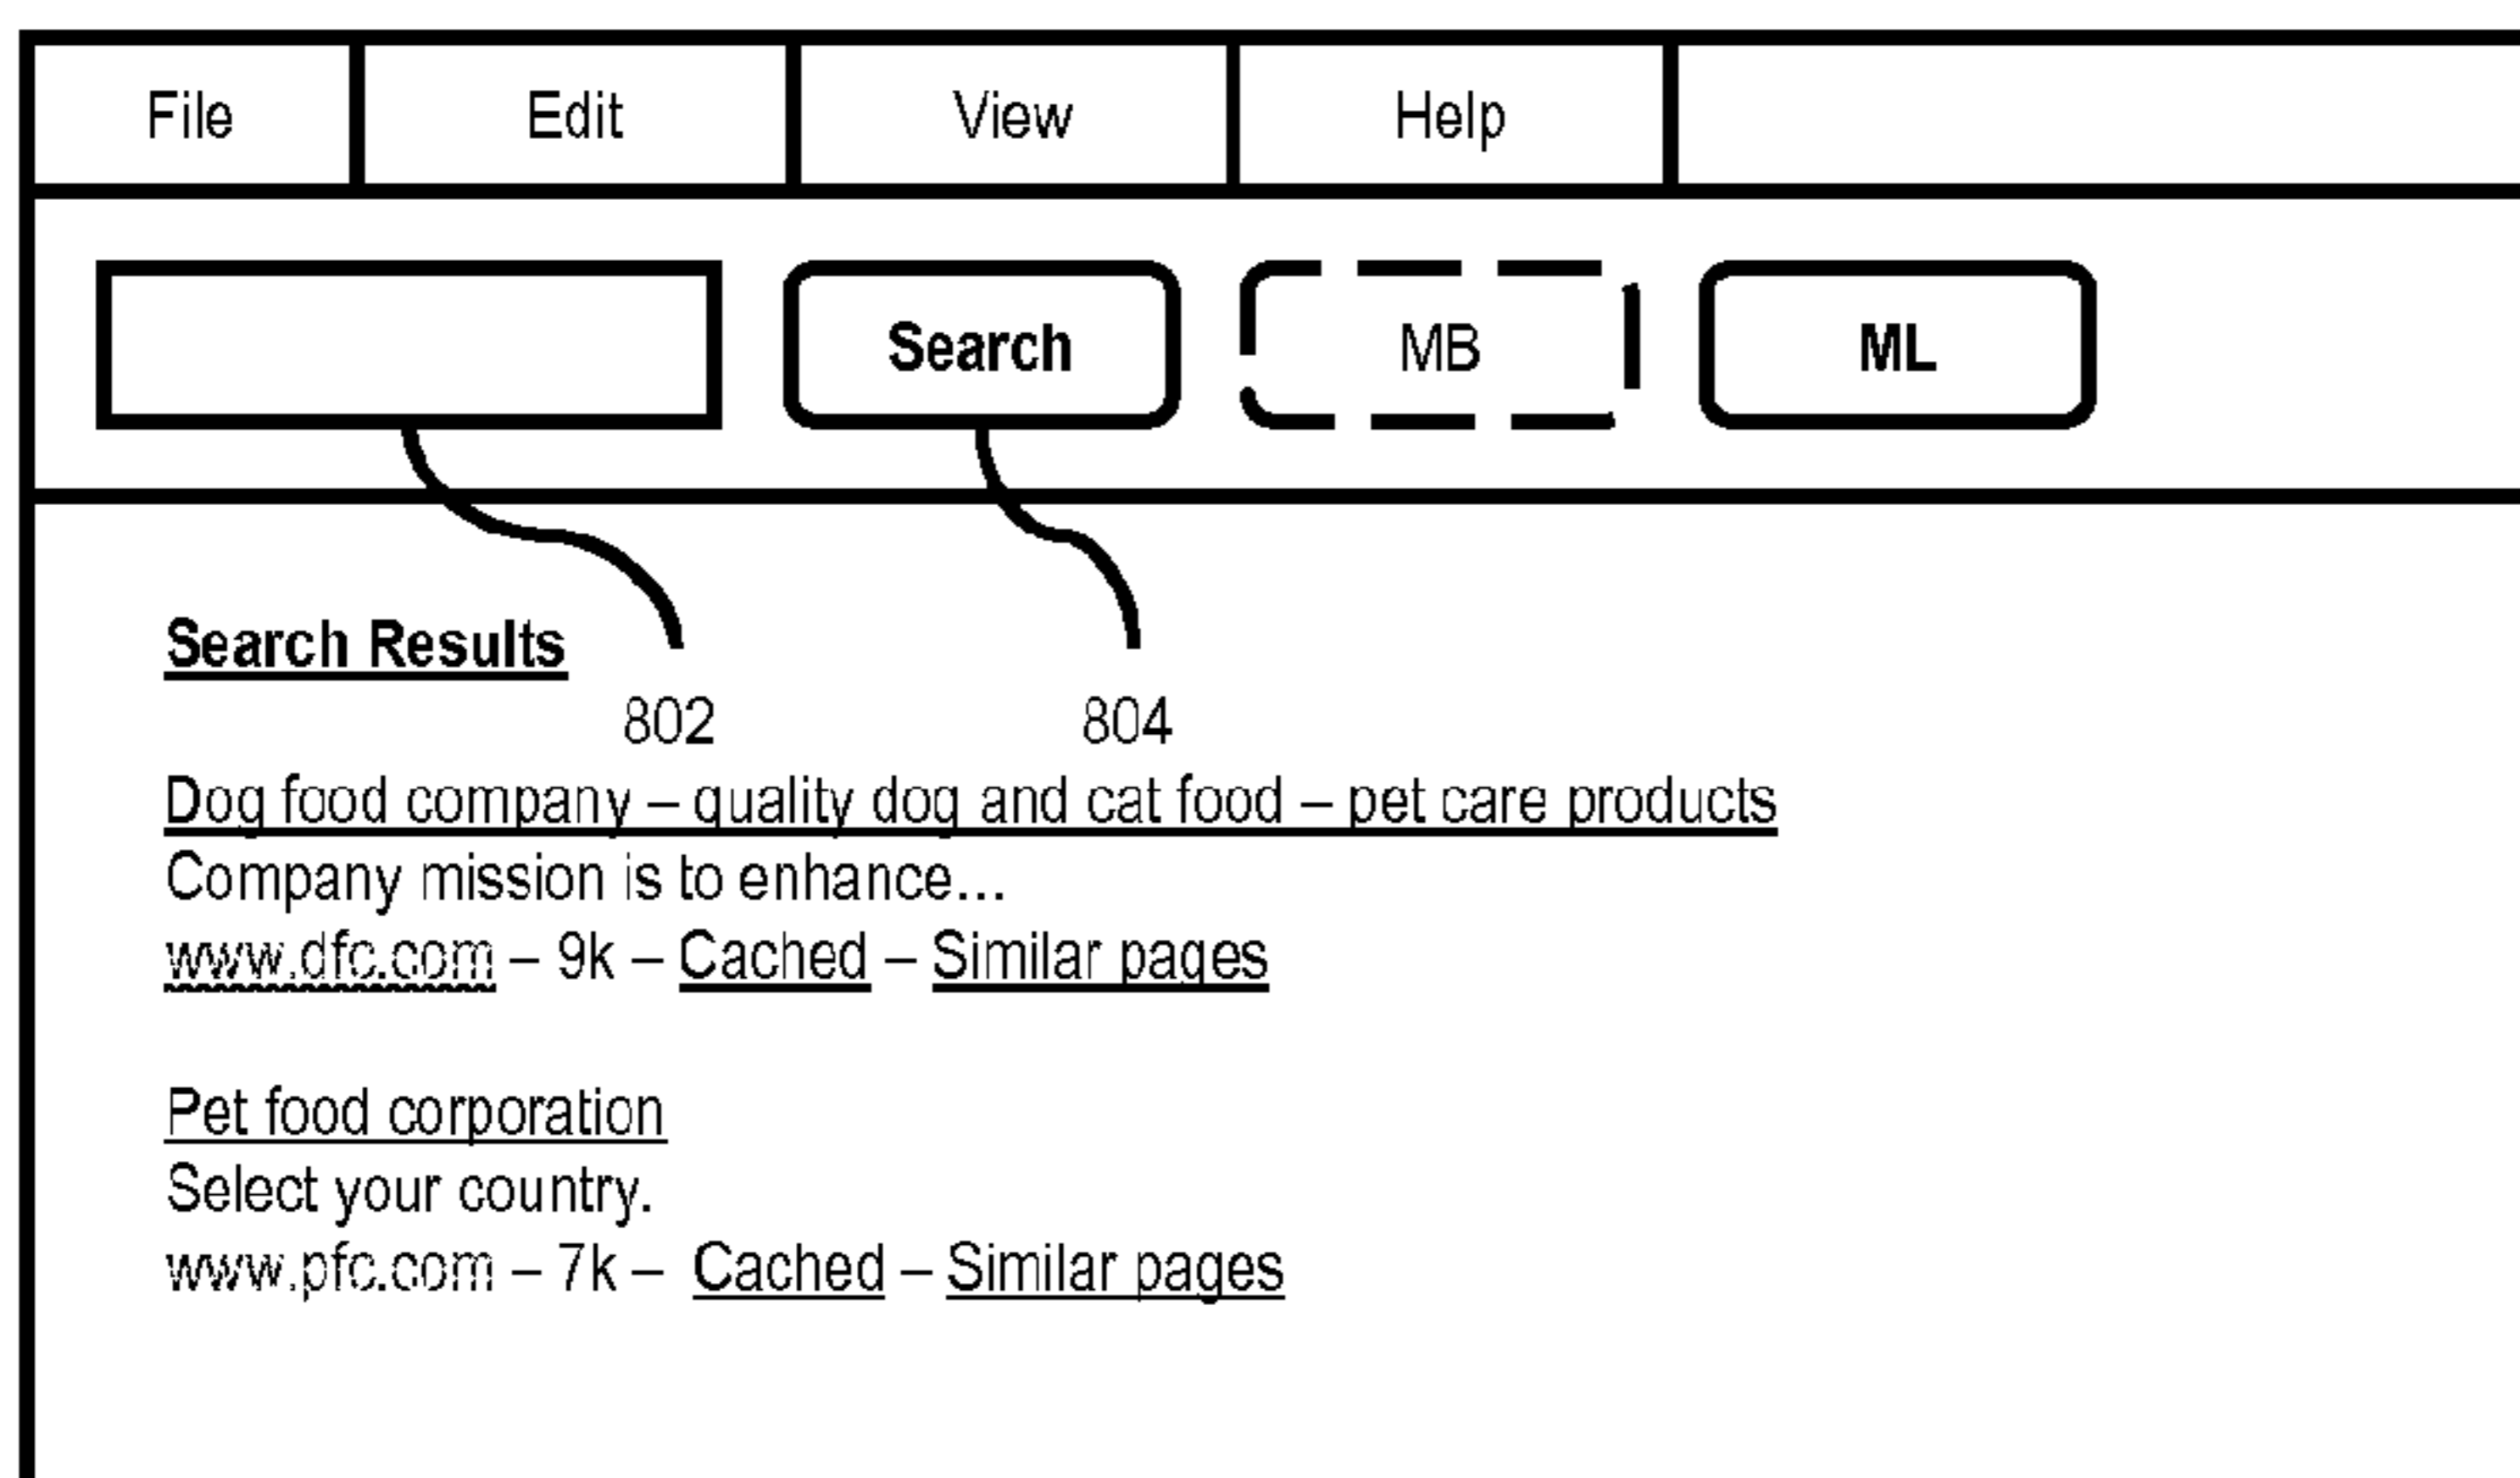 File Edit View Help
Search MB ML
Search Results
802 804
Dog food company – quality dog and cat food – pet care products
Company mission is to enhance...
www.dfc.com – 9k – Cached – Similar pages
Pet food corporation
Select your country.
www.pfc.com – 7k – Cached – Similar pages